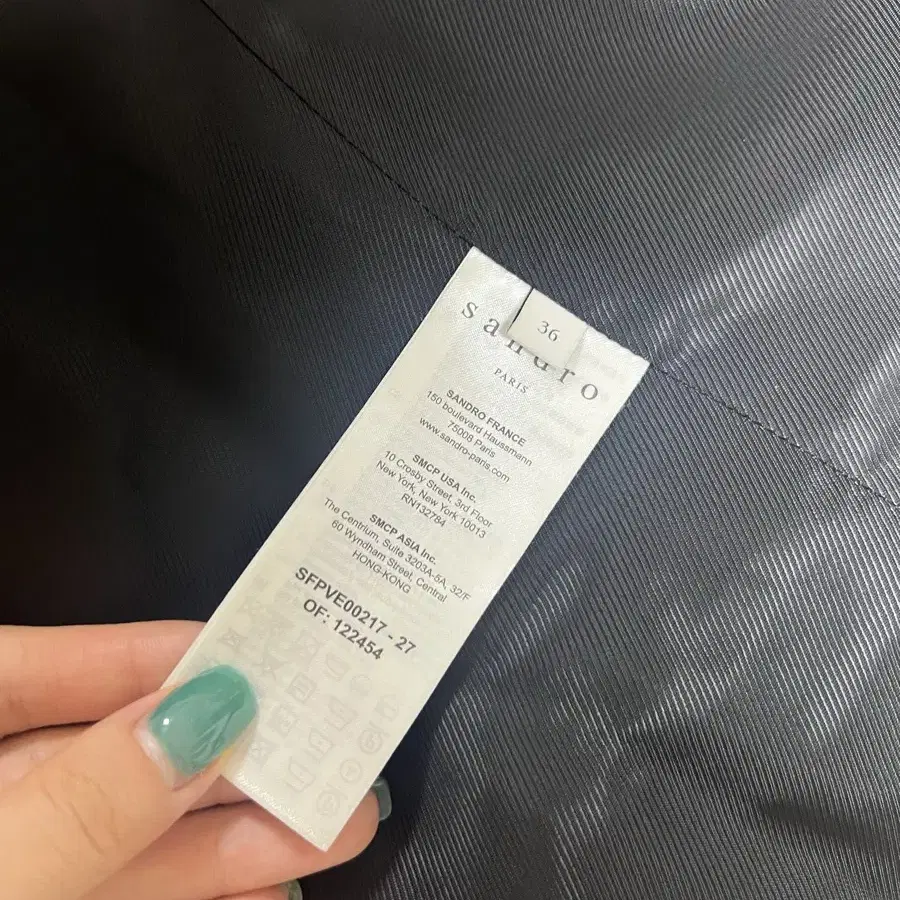 36
sandro
PARIS
SANDRO FRANCE
150 boulevard Haussmann
75008 Paris
www.sandro-paris.com
SMCP USA Inc.
10 Crosby Street, 3rd Floor
New York, New York 10013
RN132784
SMCP ASIA Inc.
The Centrium, Suite 3203A-5A, 32/F
60 Wyndham Street, Central
HONG-KONG
SFPVE00217 - 27
OF: 122454